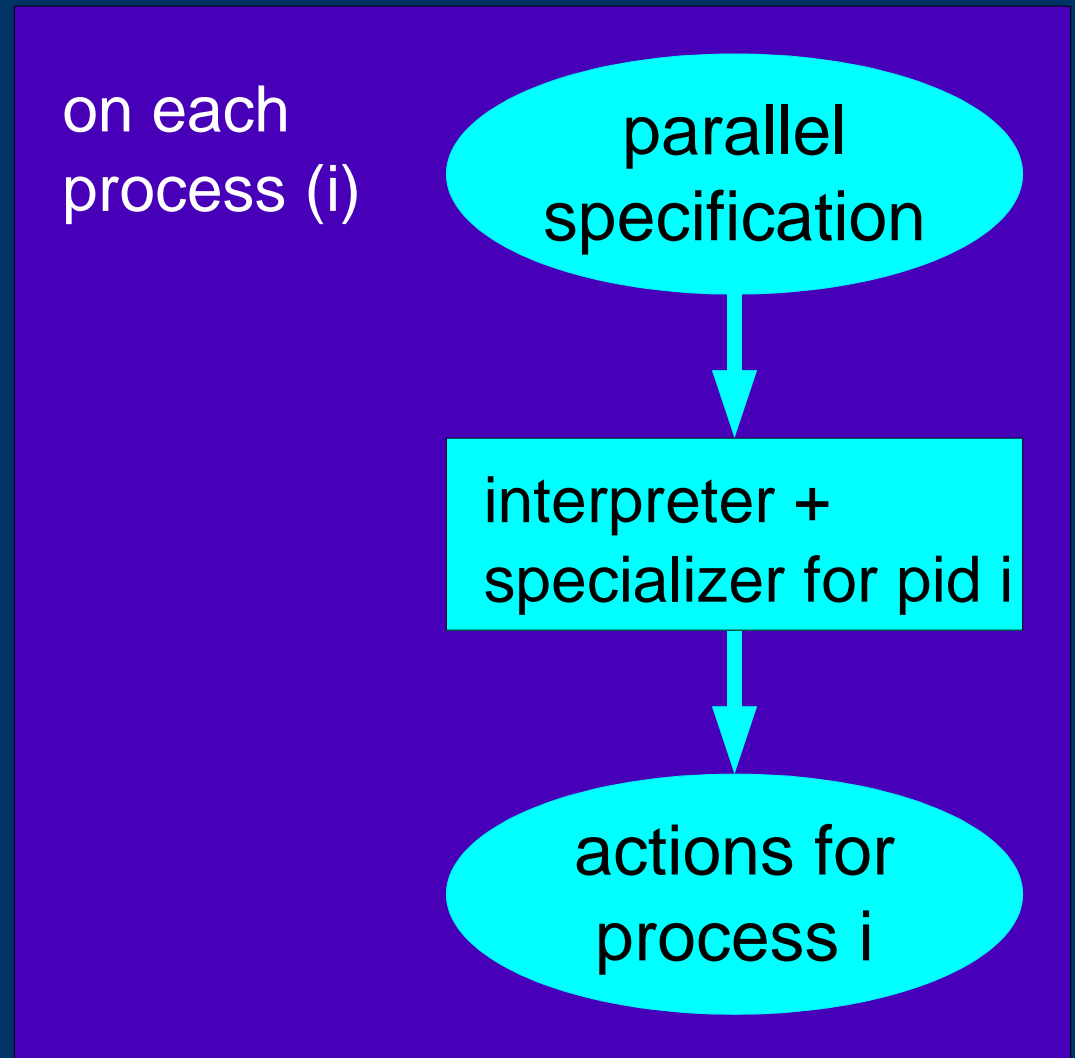 on each
process (i)
parallel
specification
interpreter +
specializer for pid i
actions for
process i